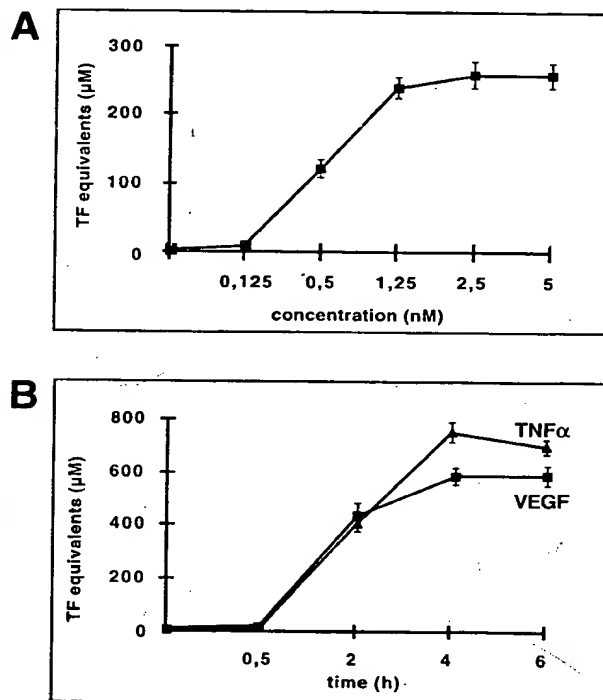 A
300
200
100
0
TF equivalents (µM)
0,125 0,5 1,25 2,5 5
concentration (nM)
B
800
600
400
200
0
TF equivalents (µM)
TNFα
VEGF
0,5 2 4 6
time (h)